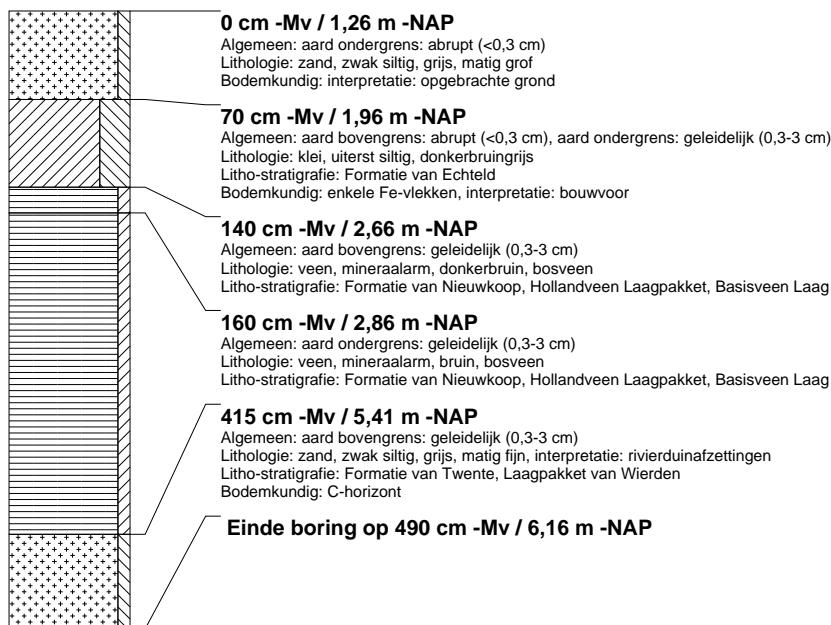 0 cm -Mv / 1,26 m -NAP
Algemeen: aard ondergrens: abrupt (<0,3 cm)
Lithologie: zand, zwak siltig, grijs, matig grof
Bodemkundig: interpretatie: opgebrachte grond
70 cm -Mv / 1,96 m -NAP
Algemeen: aard bovengrens: abrupt (<0,3 cm), aard ondergrens: geleidelijk (0,3-3 cm)
Lithologie: klei, uiterst siltig, donkerbruingrijs
Litho-stratigrafie: Formatie van Echteld
Bodemkundig: enkele Fe-vlekken, interpretatie: bouwvoor
140 cm -Mv / 2,66 m -NAP
Algemeen: aard bovengrens: geleidelijk (0,3-3 cm)
Lithologie: veen, mineraalarm, donkerbruin, bosveen
Litho-stratigrafie: Formatie van Nieuwkoop, Hollandveen Laagpakket, Basisveen Laag
160 cm -Mv / 2,86 m -NAP
Algemeen: aard ondergrens: geleidelijk (0,3-3 cm)
Lithologie: veen, mineraalarm, bruin, bosveen
Litho-stratigrafie: Formatie van Nieuwkoop, Hollandveen Laagpakket, Basisveen Laag
415 cm -Mv / 5,41 m -NAP
Algemeen: aard bovengrens: geleidelijk (0,3-3 cm)
Lithologie: zand, zwak siltig, grijs, matig fijn, interpretatie: rivierduinafzettingen
Litho-stratigrafie: Formatie van Twente, Laagpakket van Wierden
Bodemkundig: C-horizont
Einde boring op 490 cm -Mv / 6,16 m -NAP